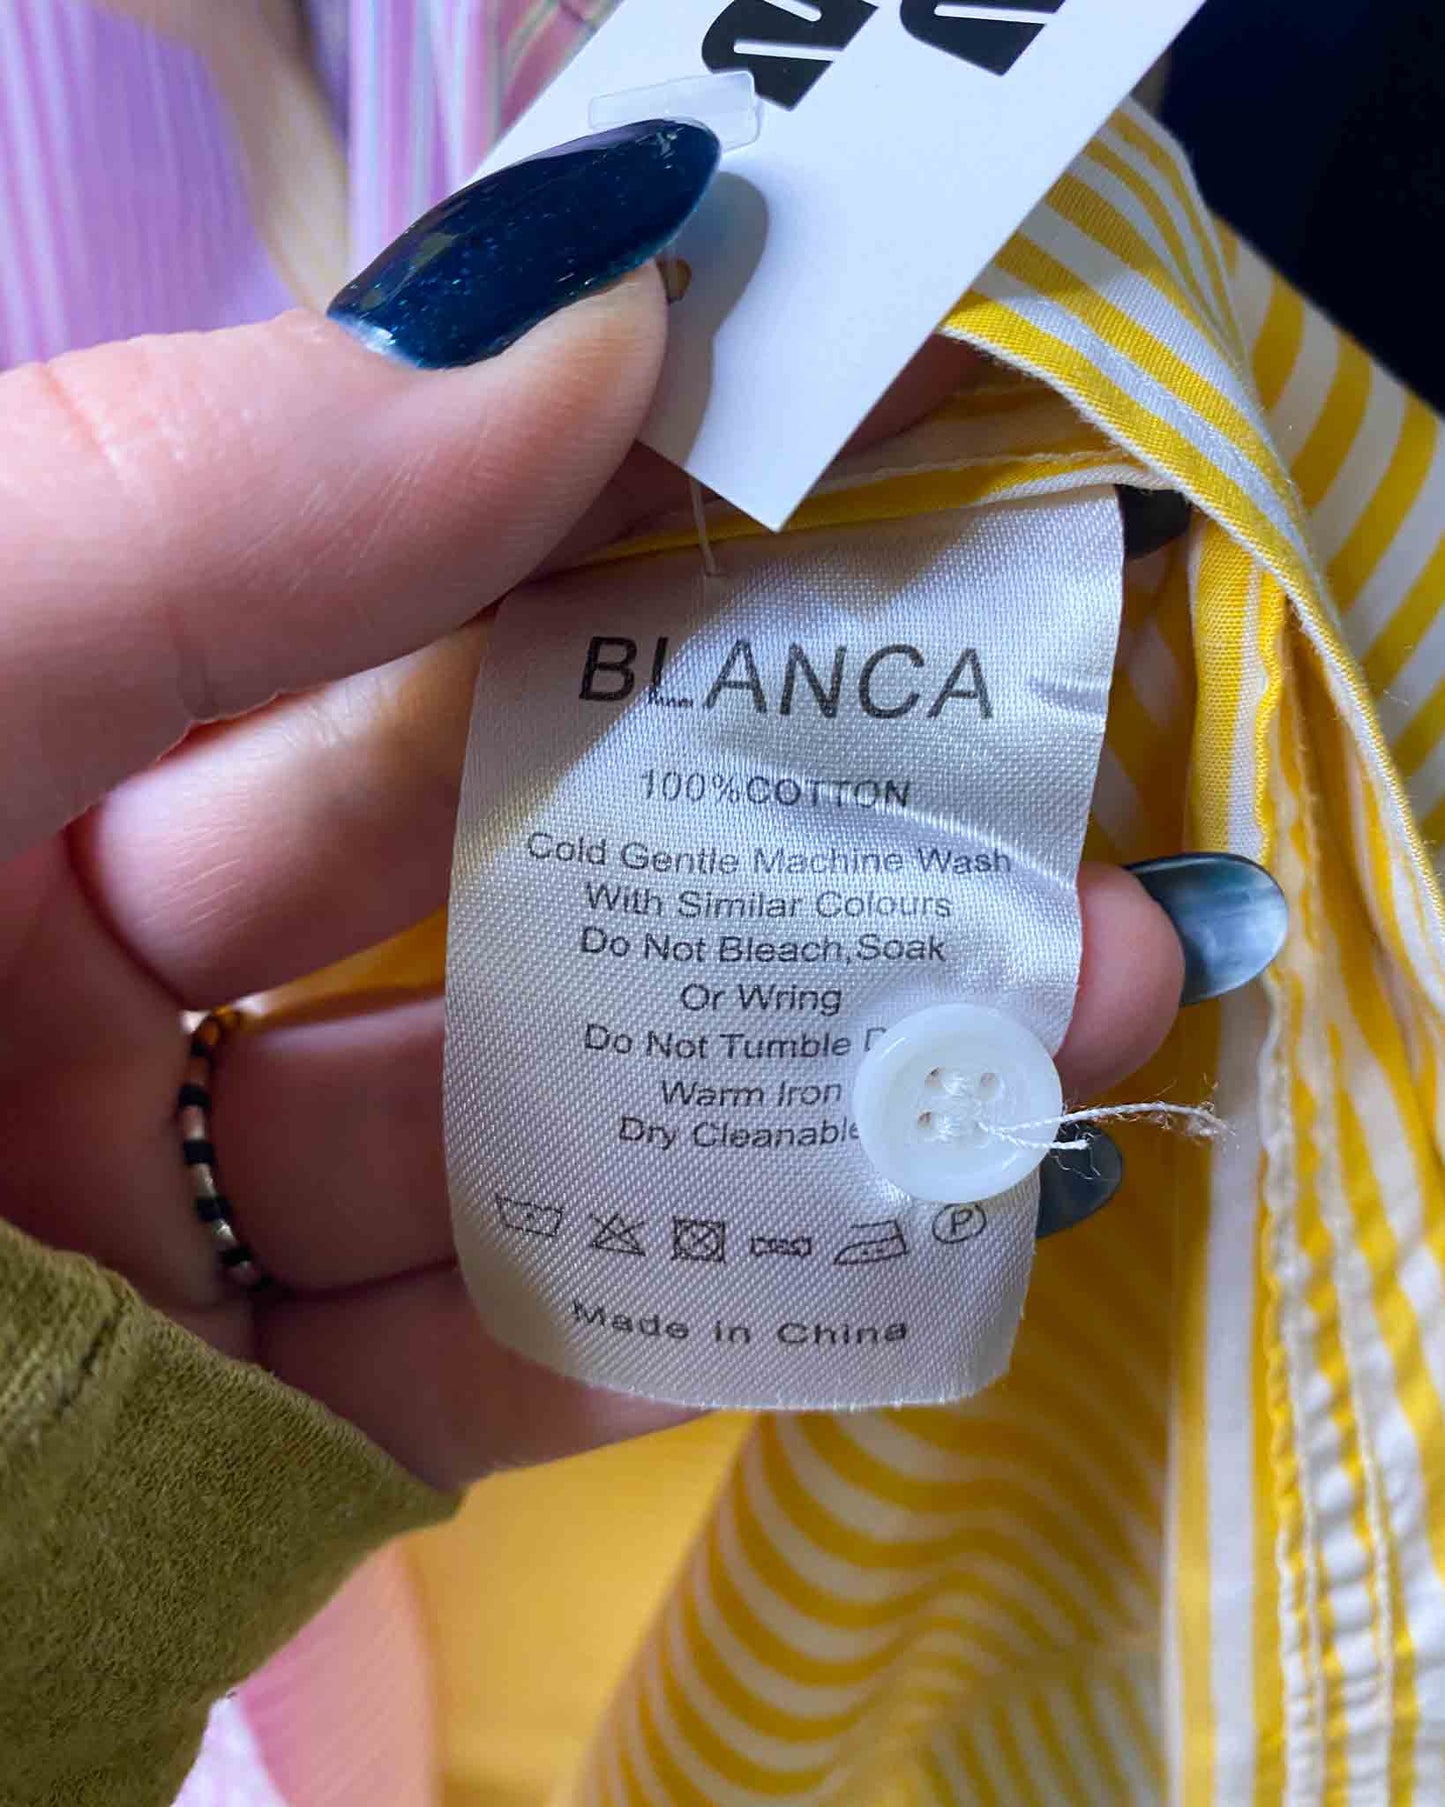 BLANCA
100%COTTON
Cold Gentle Machine Wash
With Similar Colours
Do Not Bleach,Soak
Or Wring
Do Not Tumble
Warm Iron
Dry Cleanable
P
Made in China